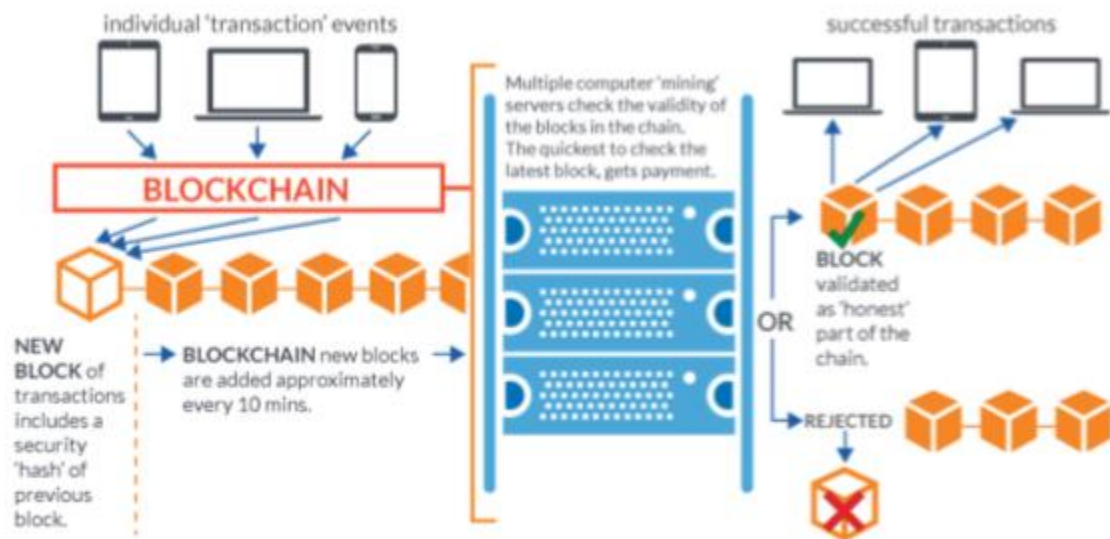 individual 'transaction' events
BLOCKCHAIN
NEW
BLOCK of
transactions
includes a
security
'hash' of
previous
block.
BLOCKCHAIN new blocks
are added approximately
every 10 mins.
Multiple computer 'mining'
servers check the validity of
the blocks in the chain.
The quickest to check the
latest block, gets payment.
OR
successful transactions
BLOCK
validated
as 'honest'
part of the
chain.
REJECTED